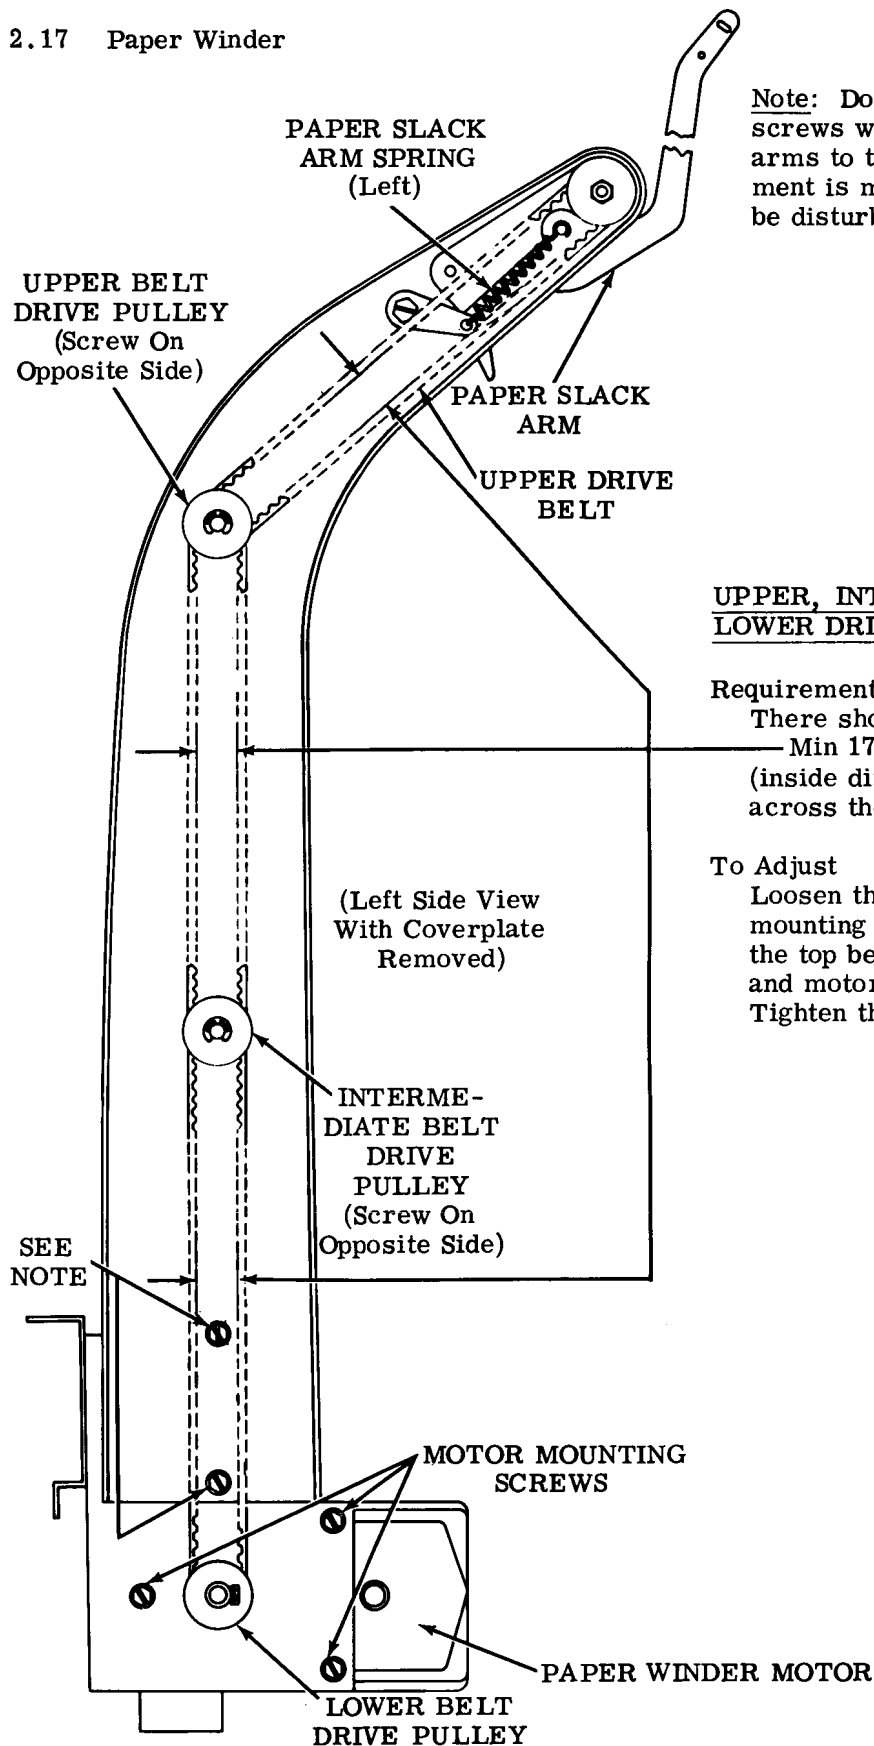 2.17 Paper Winder
Note: Do
screws w
arms to t
ment is m
be disturb
PAPER SLACK
ARM SPRING
(Left)
UPPER BELT
DRIVE PULLEY
(Screw On
Opposite Side)
PAPER SLACK
ARM
UPPER DRIVE
BELT
UPPER, INT
LOWER DRI
Requirement
There sho
Min 17
(inside di
across the
To Adjust
Loosen th
mounting
the top be
and motor
Tighten th
(Left Side View
With Coverplate
Removed)
INTERME-
DIATE BELT
DRIVE
PULLEY
(Screw On
Opposite Side)
SEE
NOTE
MOTOR MOUNTING
SCREWS
PAPER WINDER MOTOR
LOWER BELT
DRIVE PULLEY